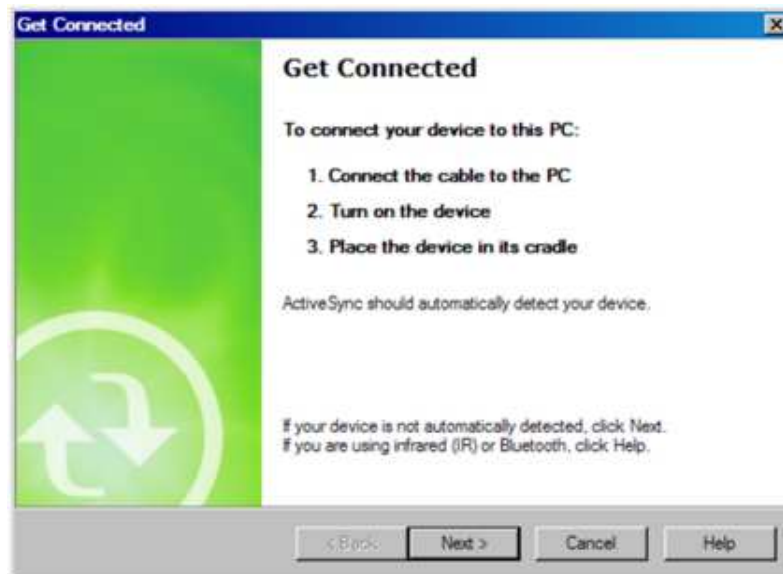 Get Connected
Get Connected
To connect your device to this PC:
1. Connect the cable to the PC
2. Turn on the device
3. Place the device in its cradle
ActiveSync should automatically detect your device.
If your device is not automatically detected, click Next.
If you are using infrared (IR) or Bluetooth, click Help.
< Back
Next >
Cancel
Help